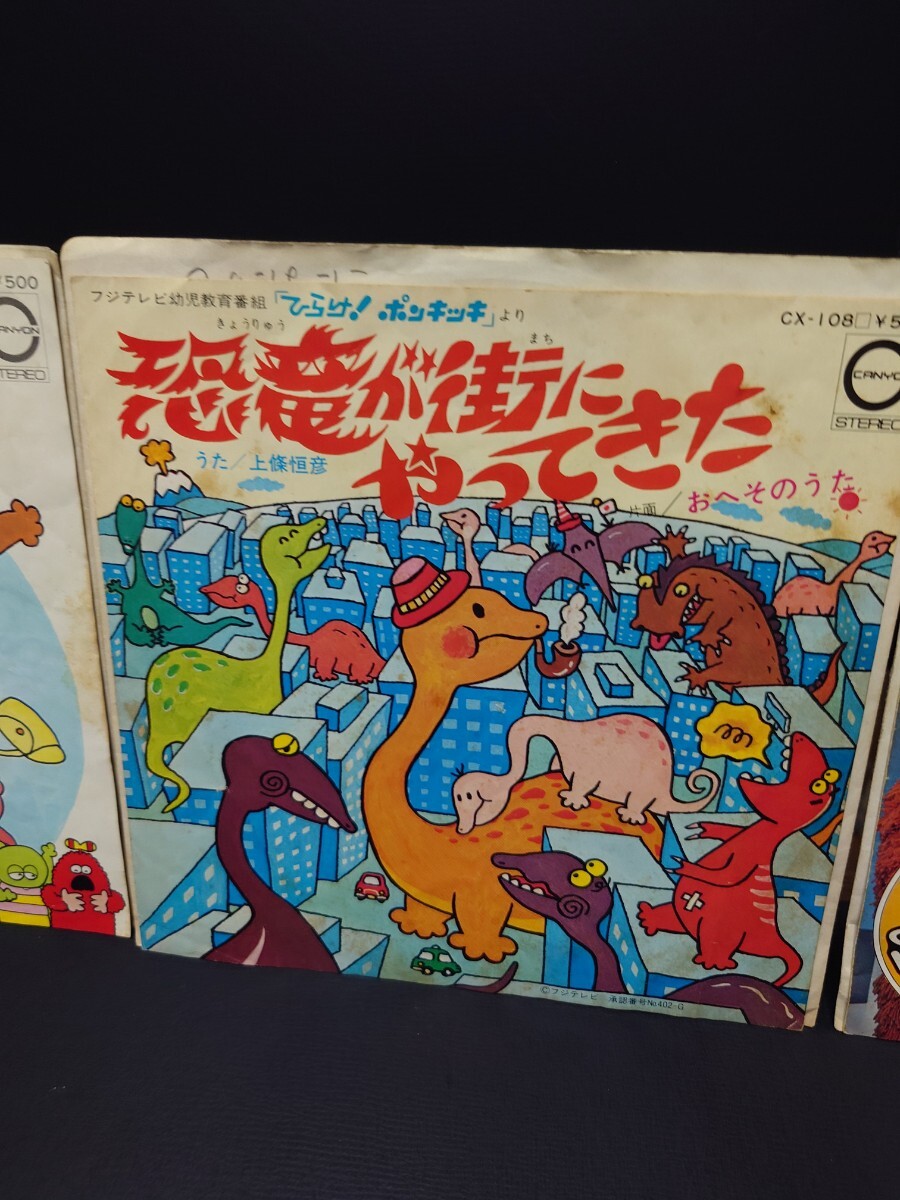 ¥500
CANYON
STEREO
フジテレビ幼児教育番組「ひらけ!ポンキッキ」より
CX-108 ¥5
きょうりゅう
まち
恐竜が街に
やってきた
CANYON
STEREO
うた/上條恒彦
片面/おへそのうた
©フジテレビ 承認番号No.402-G